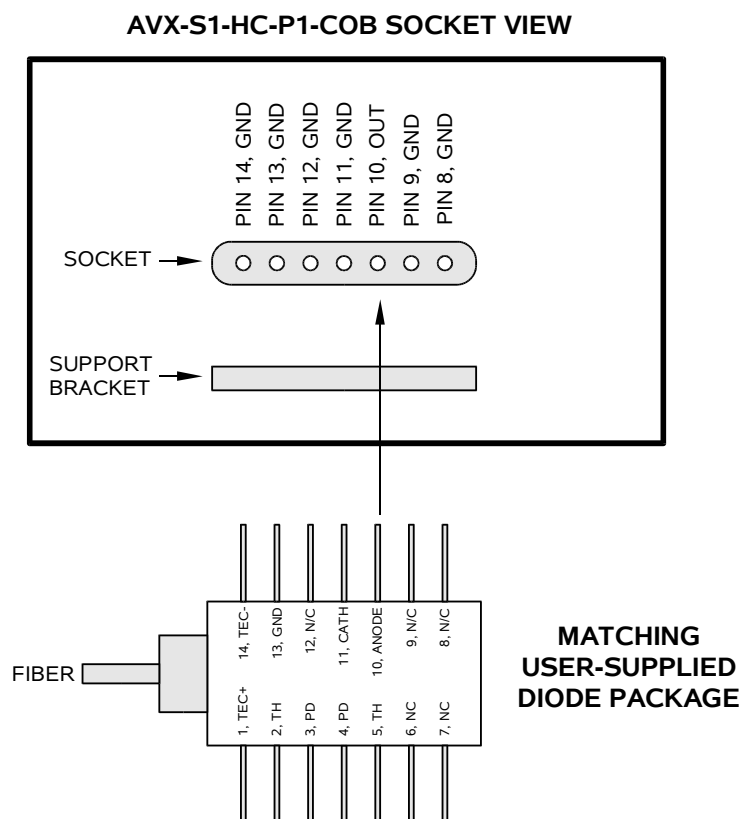 AVX-S1-HC-P1-COB SOCKET VIEW
PIN 14, GND
PIN 13, GND
PIN 12, GND
PIN 11, GND
PIN 10, OUT
PIN 9, GND
PIN 8, GND
SOCKET
SUPPORT
BRACKET
14, TEC-
13, GND
12, N/C
11, CATH
10, ANODE
9, N/C
8, N/C
FIBER
1, TEC+
2, TH
3, PD
4, PD
5, TH
6, NC
7, NC
MATCHING
USER-SUPPLIED
DIODE PACKAGE